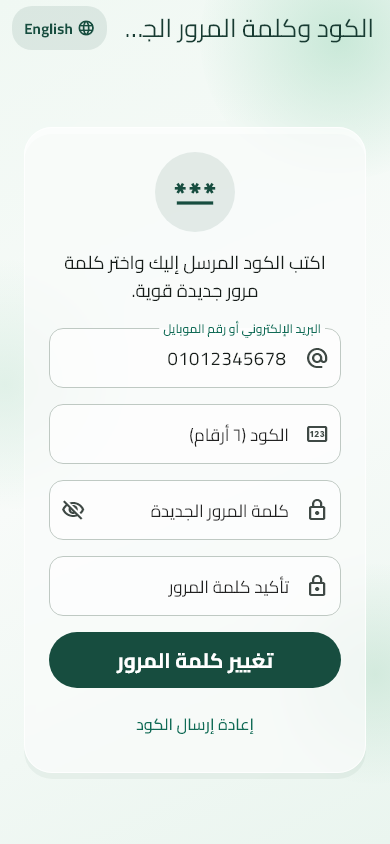 الكود وكلمة المرور الجـ...
English
***
اكتب الكود المرسل إليك واختر كلمة
مرور جديدة قوية.
البريد الإلكتروني أو رقم الموبايل
01012345678
123
الكود (٦ أرقام)
كلمة المرور الجديدة
تأكيد كلمة المرور
تغيير كلمة المرور
إعادة إرسال الكود